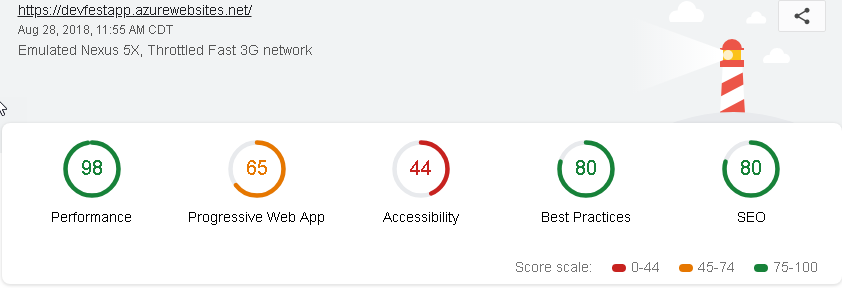 https://devfestapp.azurewebsites.net/
Aug 28, 2018, 11:55 AM CDT
Emulated Nexus 5X, Throttled Fast 3G network
98 65 44 80 80
Performance Progressive Web App Accessibility Best Practices SEO
Score scale: 0-44 45-74 75-100